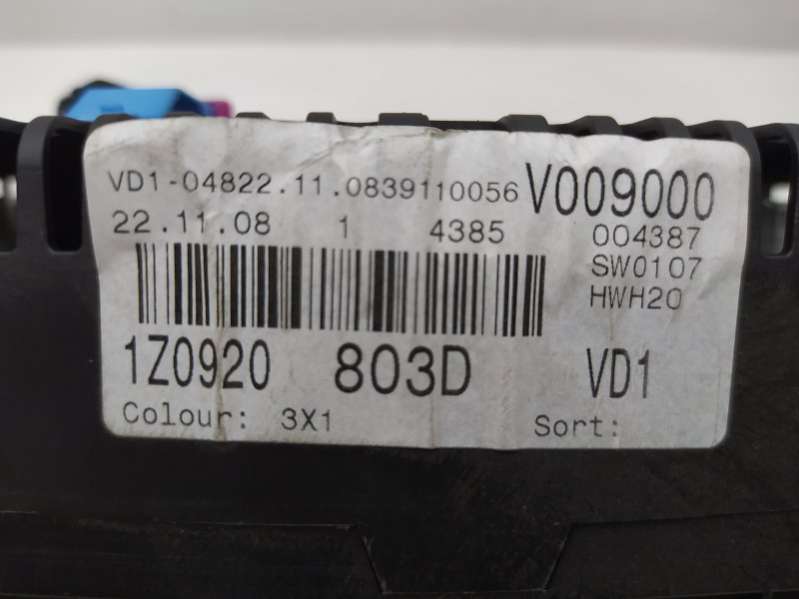 VD1-04822.11.0839110056 V009000
22.11.08 1 4385 004387
SW0107
HWH20
1Z0920 803D VD1
Colour: 3X1 Sort: